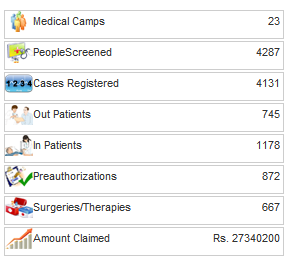 Medical Camps 23
PeopleScreened 4287
1 2 3 4 Cases Registered 4131
Out Patients 745
In Patients 1178
Preauthorizations 872
Surgeries/Therapies 667
Amount Claimed Rs. 27340200